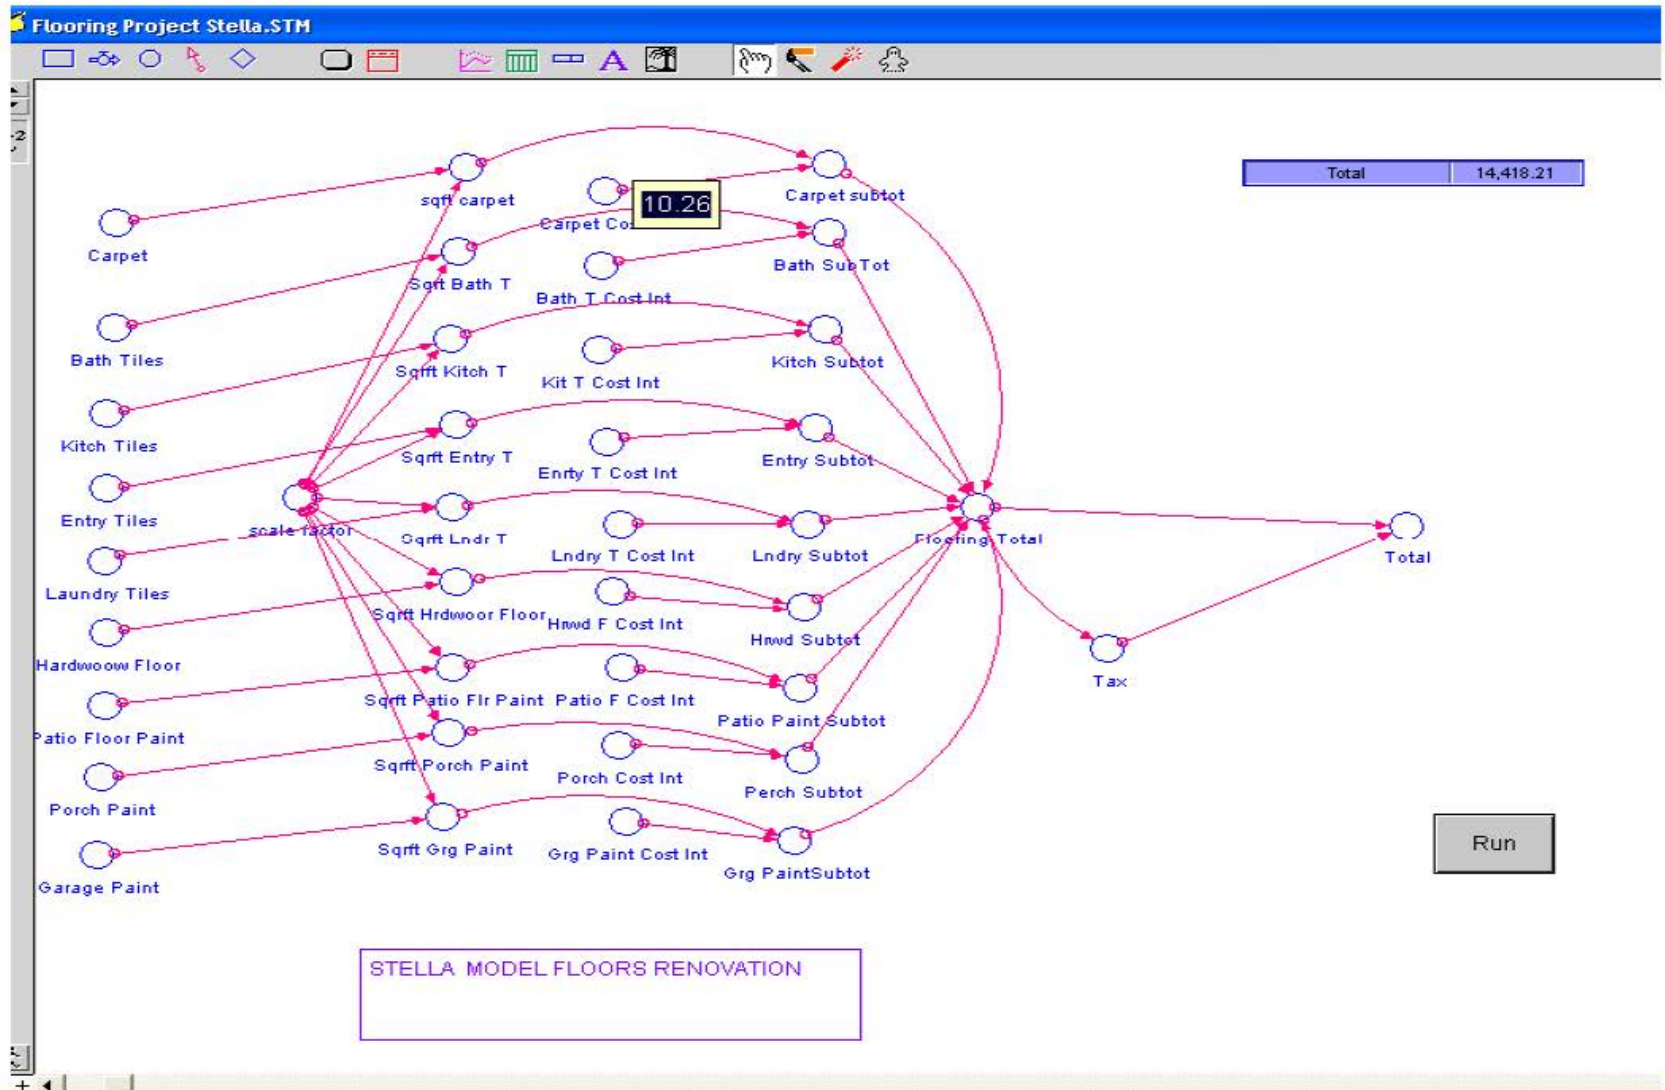 Flooring Project Stella.STM
-2
Total 14,418.21
sqft carpet
Carpet subtot
10.26
Carpet
Carpet Co
Sqrt Bath T
Bath SubTot
Bath T Cost Int
Bath Tiles
Sqrft Kitch T
Kit T Cost Int
Kitch Subtot
Kitch Tiles
Sqrft Entry T
Enrty T Cost Int
Entry Subtot
Entry Tiles
scale factor
Sqrft Lndr T
Lndry T Cost Int
Lndry Subtot
Flooring Total
Total
Laundry Tiles
Sqrft Hrdwoor Floor
Hrwd F Cost Int
Hrwd Subtot
Hardwoow Floor
Tax
Sqrft Patio Flr Paint
Patio F Cost Int
Patio Paint Subtot
Patio Floor Paint
Sqrft Porch Paint
Porch Cost Int
Perch Subtot
Porch Paint
Run
Sqrft Grg Paint
Grg Paint Cost Int
Grg PaintSubtot
Garage Paint
STELLA MODEL FLOORS RENOVATION